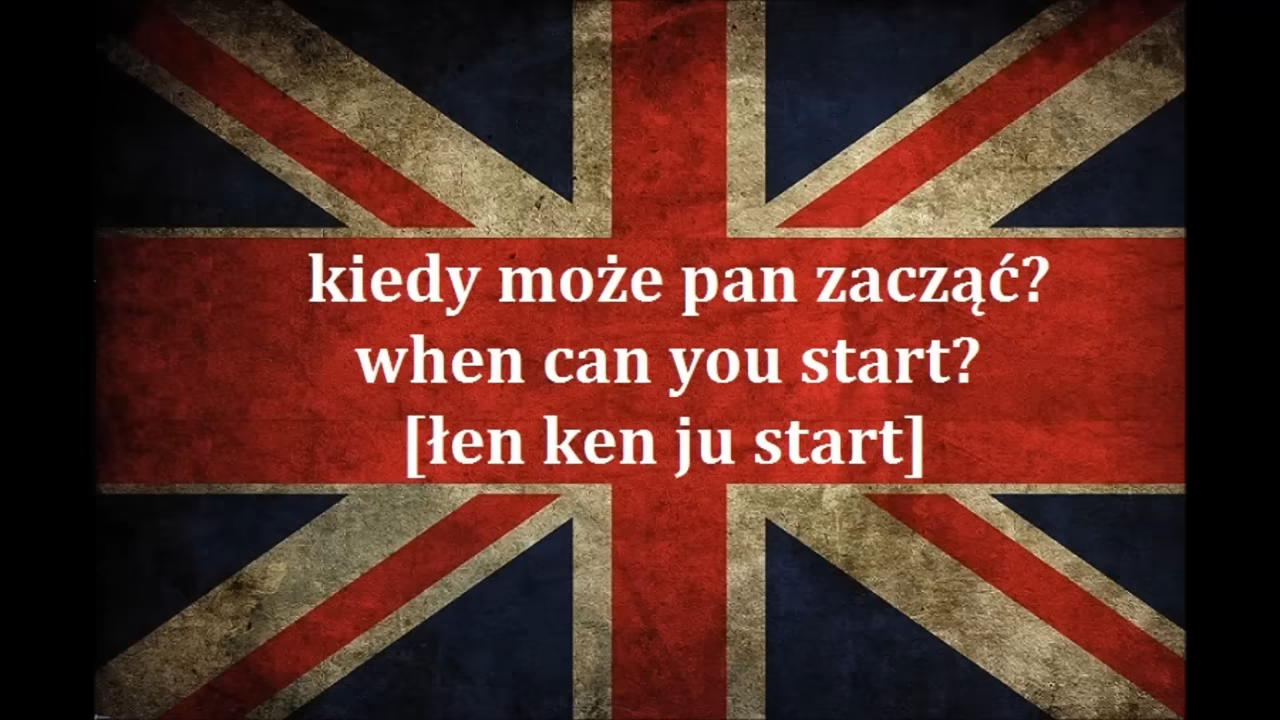 kiedy może pan zacząć?
when can you start?
[łen ken ju start]